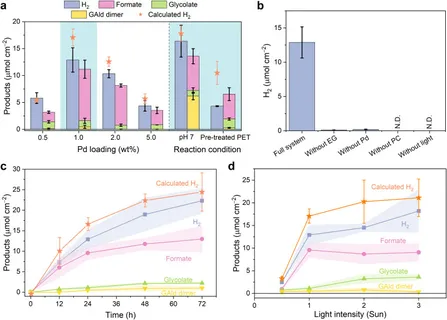 a
H2 Formate Glycolate
GAld dimer Calculated H2
Products (μmol cm⁻²)
20
15
10
5
0
0.5 1.0 2.0 5.0 pH 7 Pre-treated PET
Pd loading (wt%) Reaction condition
b
H2 (μmol cm⁻²)
15
10
5
0
N.D. N.D.
Full system Without EG Without Pd Without PC Without light
c
Products (μmol cm⁻²)
30
25
20
15
10
5
0
Calculated H2
H2
Formate
Glycolate
GAld dimer
0 12 24 36 48 60 72
Time (h)
d
Products (μmol cm⁻²)
25
20
15
10
5
0
Calculated H2
H2
Formate
Glycolate
GAld dimer
0 1 2 3
Light intensity (Sun)